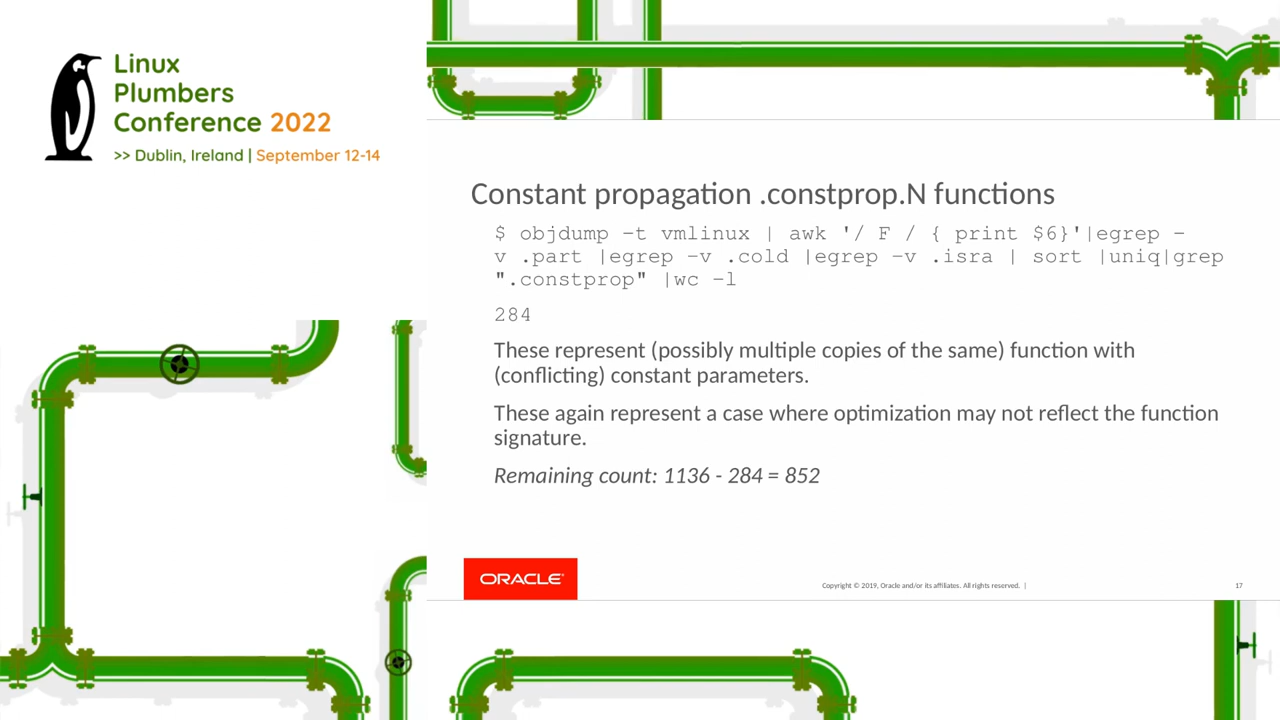 Linux
Plumbers
Conference 2022
>> Dublin, Ireland | September 12-14
Constant propagation .constprop.N functions
$ objdump -t vmlinux | awk '/ F / { print $6}'|egrep -
v .part |egrep -v .cold |egrep -v .isra | sort |uniq|grep
".constprop" |wc -l
284
These represent (possibly multiple copies of the same) function with
(conflicting) constant parameters.
These again represent a case where optimization may not reflect the function
signature.
Remaining count: 1136 - 284 = 852
ORACLE®
Copyright © 2019, Oracle and/or its affiliates. All rights reserved. |
17